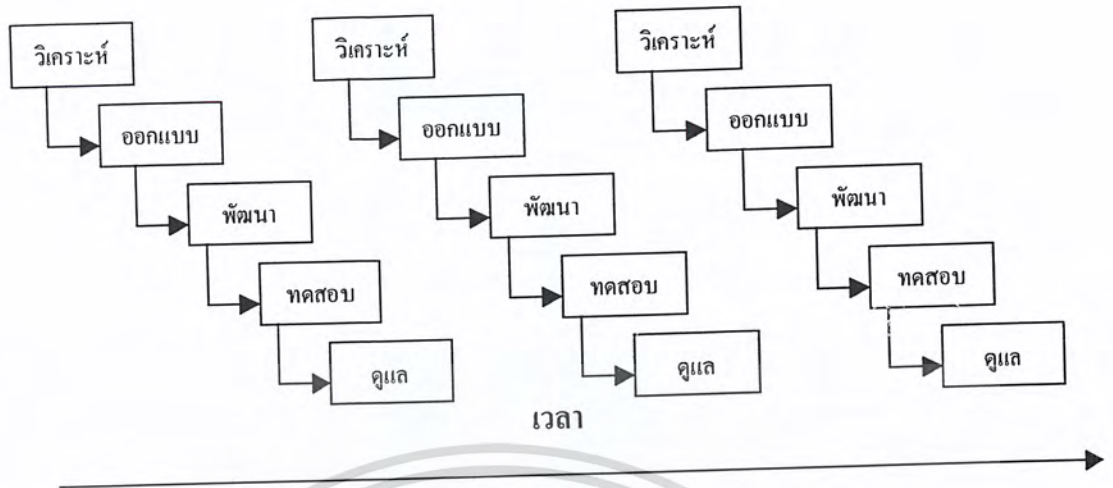 วิเคราะห์
ออกแบบ
พัฒนา
ทดสอบ
ดูแล
วิเคราะห์
ออกแบบ
พัฒนา
ทดสอบ
ดูแล
วิเคราะห์
ออกแบบ
พัฒนา
ทดสอบ
ดูแล
เวลา